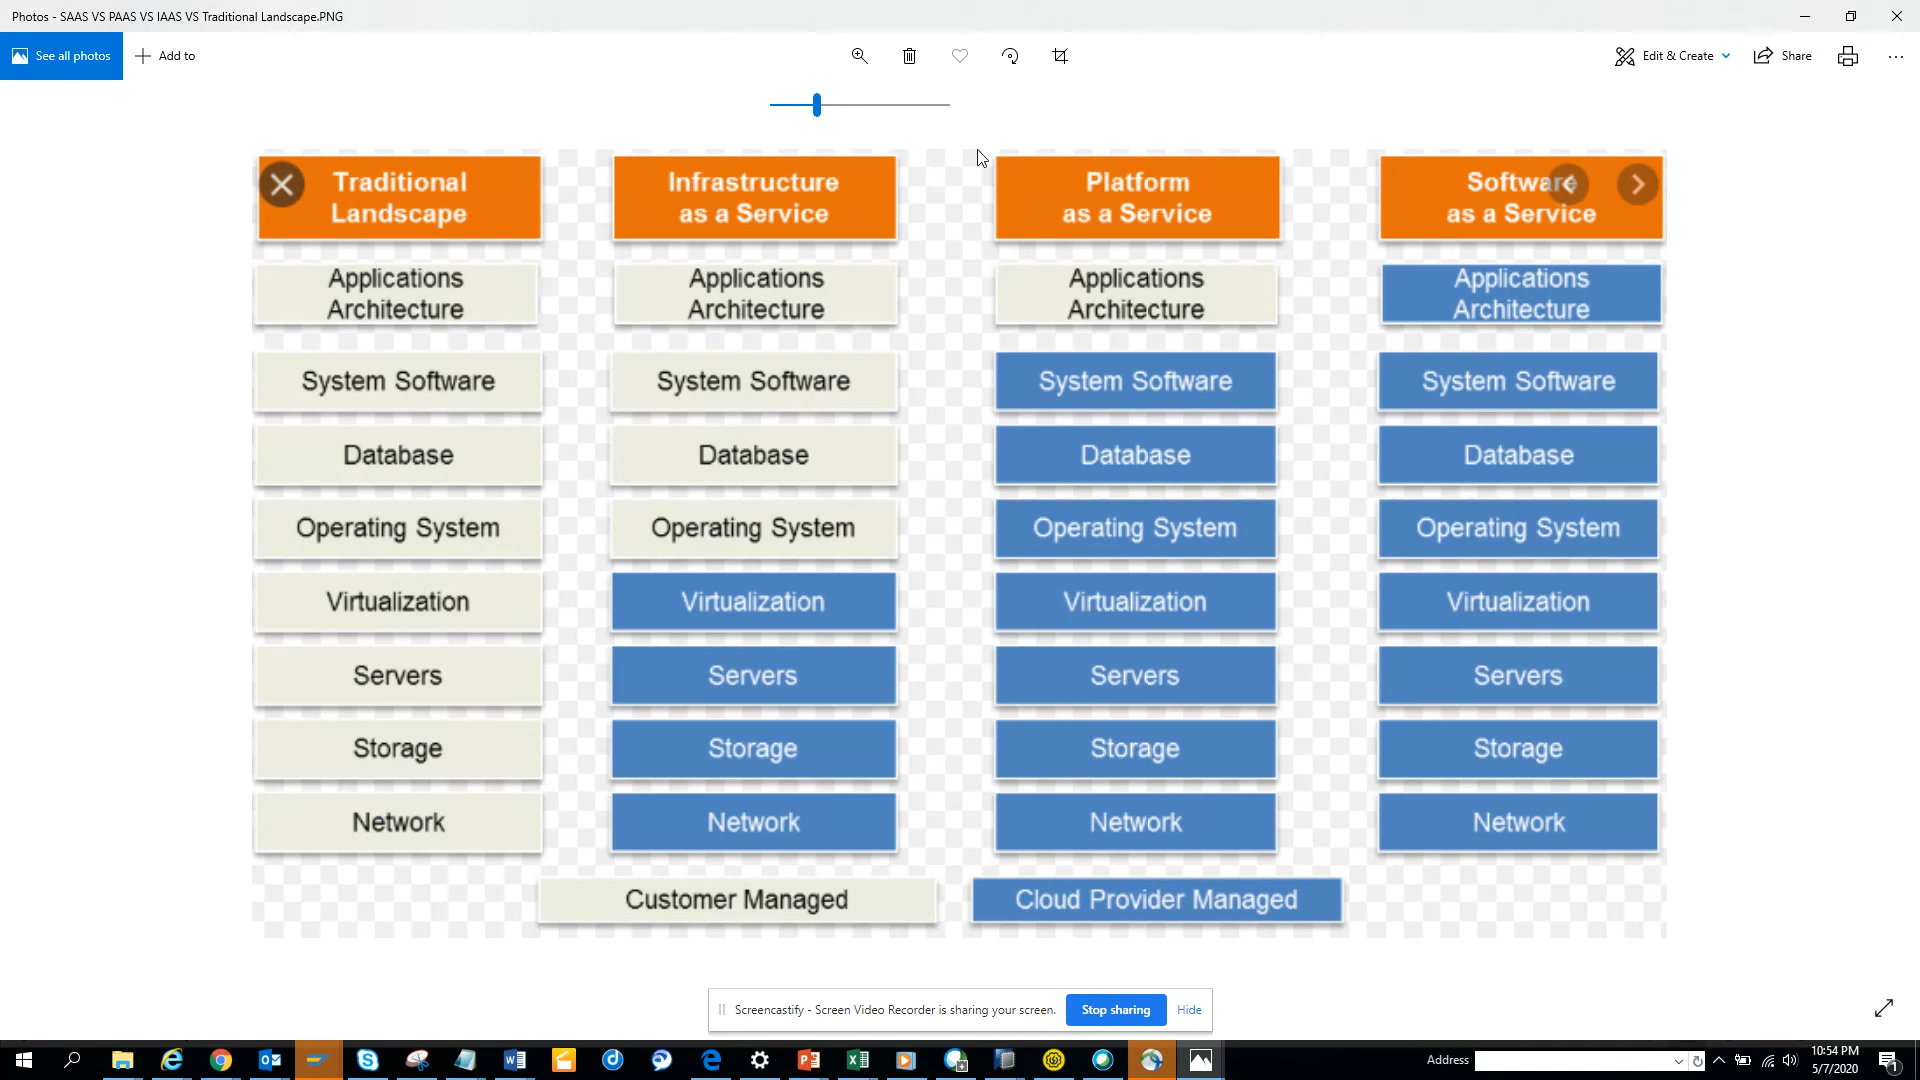 Photos - SAAS VS PAAS VS IAAS VS Traditional Landscape.PNG
See all photos
Add to
Edit & Create
Share
Traditional
Landscape
Infrastructure
as a Service
Platform
as a Service
Software
as a Service
Applications
Architecture
Applications
Architecture
Applications
Architecture
Applications
Architecture
System Software
System Software
System Software
System Software
Database
Database
Database
Database
Operating System
Operating System
Operating System
Operating System
Virtualization
Virtualization
Virtualization
Virtualization
Servers
Servers
Servers
Servers
Storage
Storage
Storage
Storage
Network
Network
Network
Network
Customer Managed
Cloud Provider Managed
Screencastify - Screen Video Recorder is sharing your screen.
Stop sharing
Hide
Address
10:54 PM
5/7/2020
1